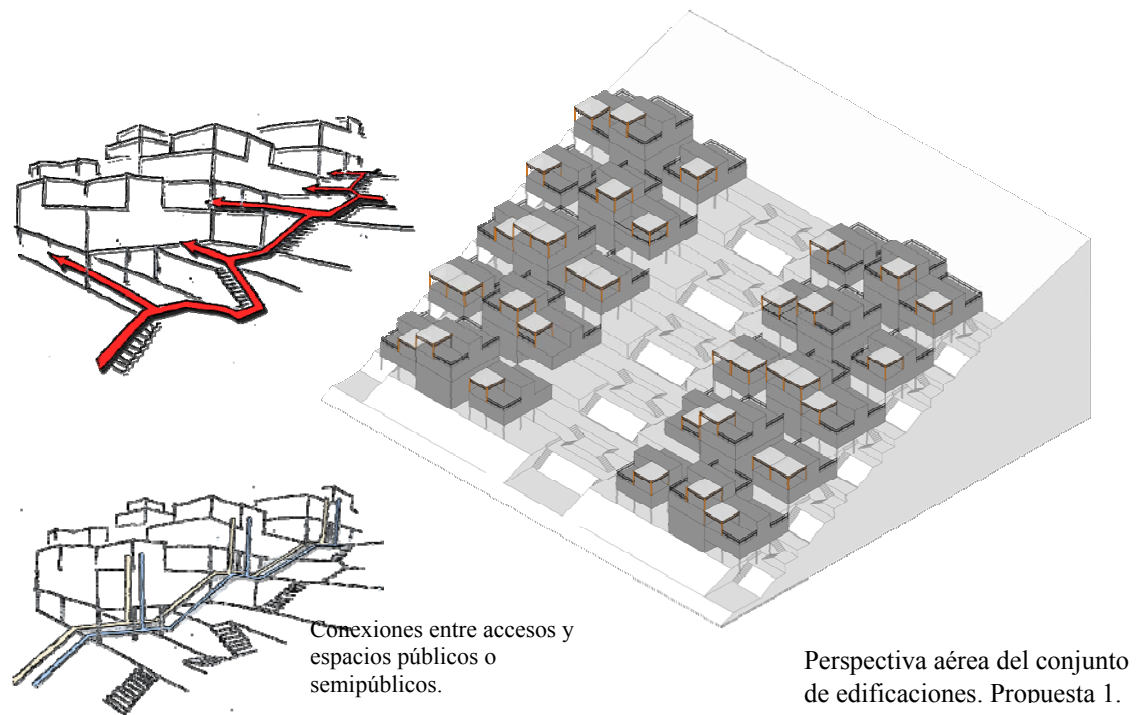 Conexiones entre accesos y
espacios públicos o
semipúblicos.
Perspectiva aérea del conjunto
de edificaciones. Propuesta 1.